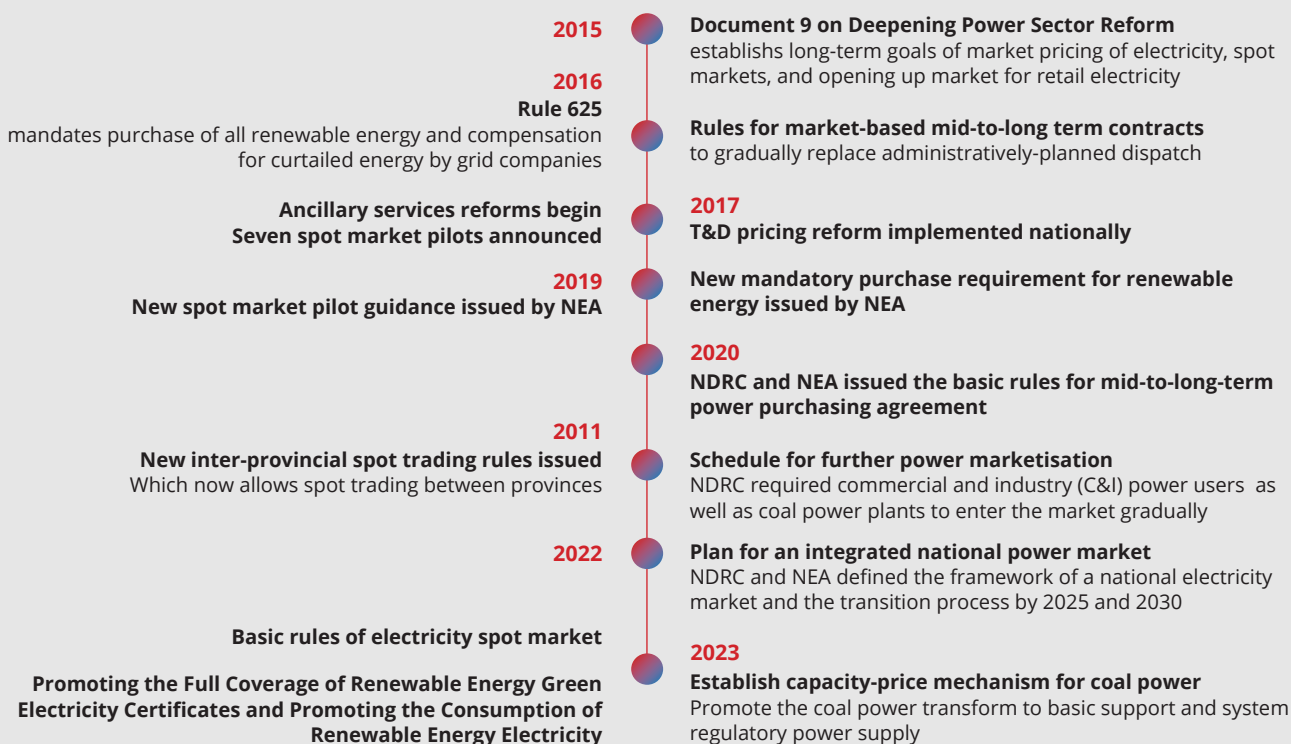 2015
Document 9 on Deepening Power Sector Reform
establishs long-term goals of market pricing of electricity, spot
markets, and opening up market for retail electricity
2016
Rule 625
mandates purchase of all renewable energy and compensation
for curtailed energy by grid companies
Rules for market-based mid-to-long term contracts
to gradually replace administratively-planned dispatch
Ancillary services reforms begin
Seven spot market pilots announced
2017
T&D pricing reform implemented nationally
2019
New spot market pilot guidance issued by NEA
New mandatory purchase requirement for renewable
energy issued by NEA
2020
NDRC and NEA issued the basic rules for mid-to-long-term
power purchasing agreement
2011
New inter-provincial spot trading rules issued
Which now allows spot trading between provinces
Schedule for further power marketisation
NDRC required commercial and industry (C&I) power users as
well as coal power plants to enter the market gradually
2022
Plan for an integrated national power market
NDRC and NEA defined the framework of a national electricity
market and the transition process by 2025 and 2030
Basic rules of electricity spot market
Promoting the Full Coverage of Renewable Energy Green
Electricity Certificates and Promoting the Consumption of
Renewable Energy Electricity
2023
Establish capacity-price mechanism for coal power
Promote the coal power transform to basic support and system
regulatory power supply